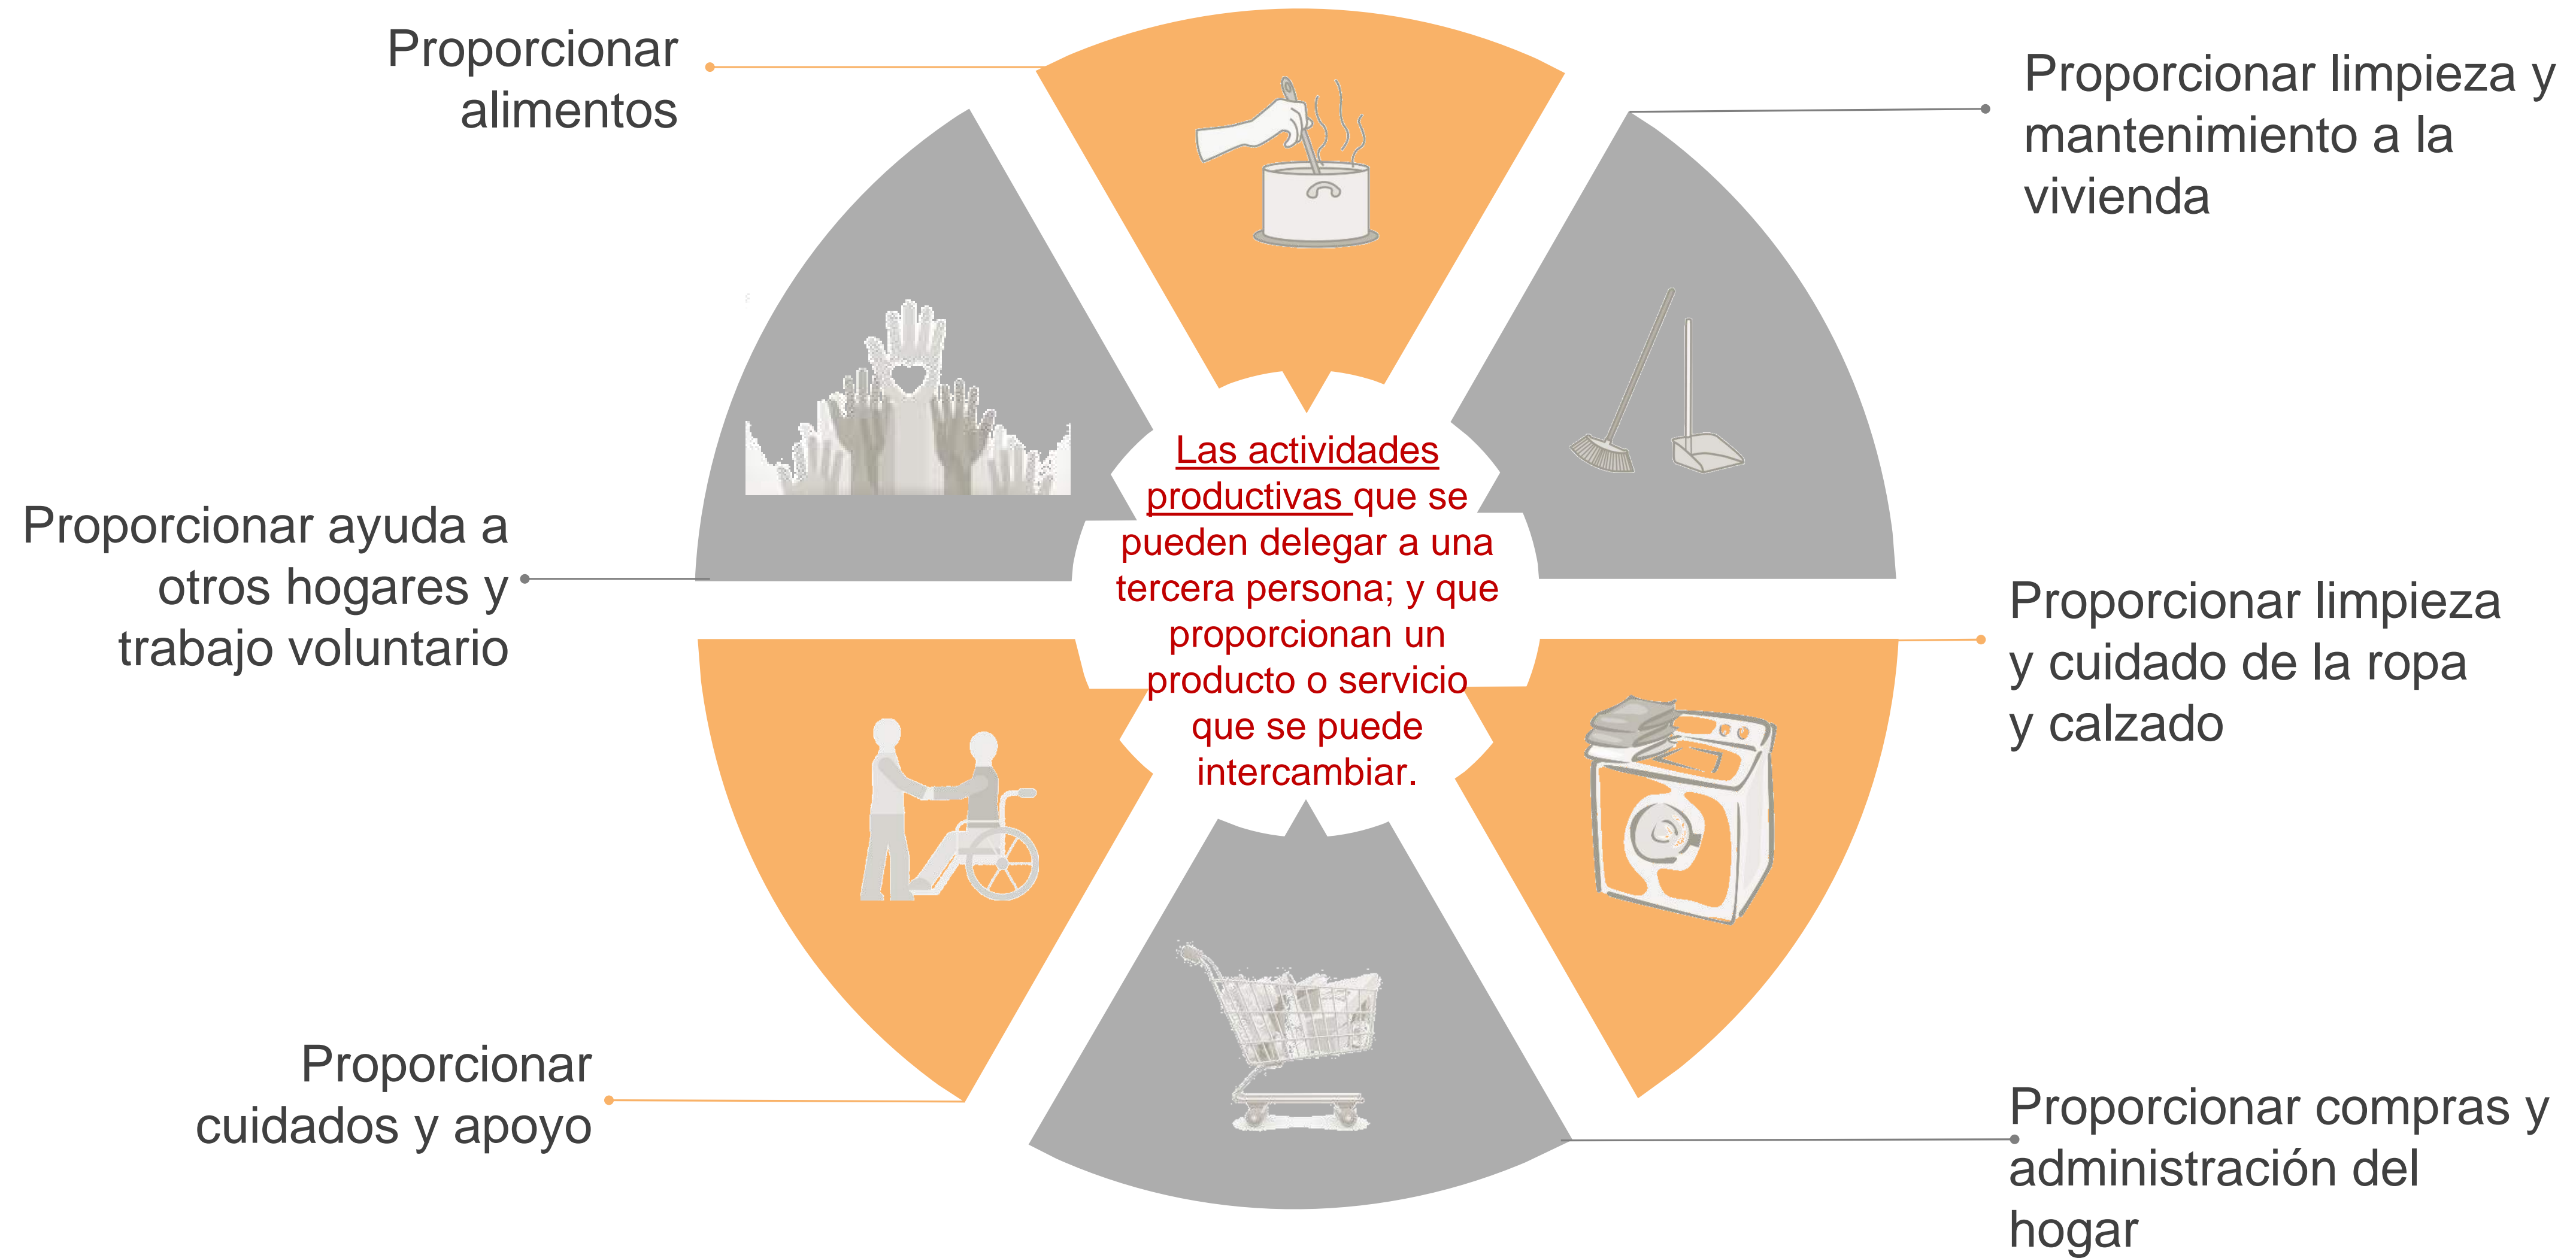 Proporcionar
alimentos
Proporcionar limpieza y
mantenimiento a la
vivienda
Las actividades
productivas que se
pueden delegar a una
tercera persona; y que
proporcionan un
producto o servicio
que se puede
intercambiar.
Proporcionar ayuda a
otros hogares y
trabajo voluntario
Proporcionar limpieza
y cuidado de la ropa
y calzado
Proporcionar
cuidados y apoyo
Proporcionar compras y
administración del
hogar